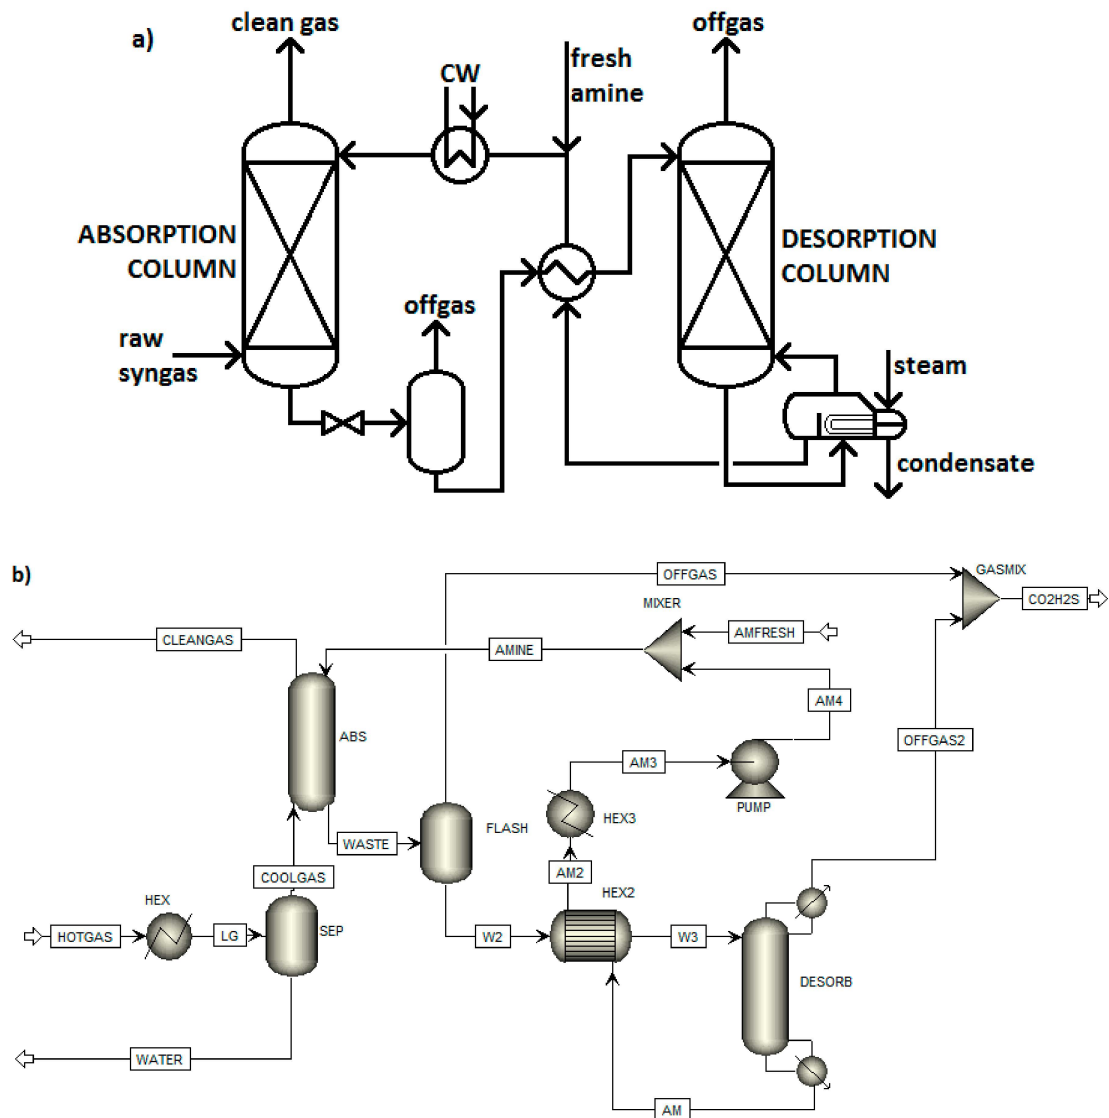 a)
clean gas
CW
fresh
amine
offgas
ABSORPTION
COLUMN
DESORPTION
COLUMN
offgas
raw
syngas
steam
condensate
b)
OFFGAS
GASMIX
CO2H2S
MIXER
CLEANGAS
AMINE
AMFRESH
AM4
ABS
OFFGAS2
AM3
PUMP
HEX3
FLASH
WASTE
COOLGAS
AM2
HEX
HEX2
HOTGAS
LG
SEP
W2
W3
DESORB
WATER
AM